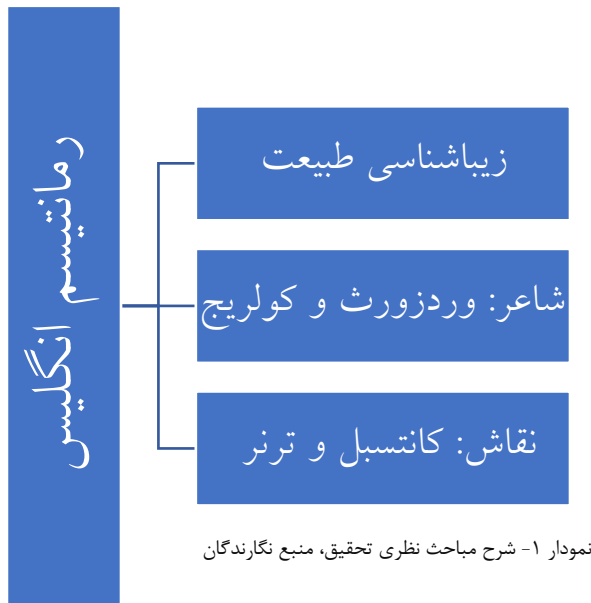 رمانتیسم انگلیس
زیباشناسی طبیعت
شاعر: وردزورث و کولریج
نقاش: کانتسبل و ترنر
نمودار ۱- شرح مباحث نظری تحقیق، منبع نگارندگان